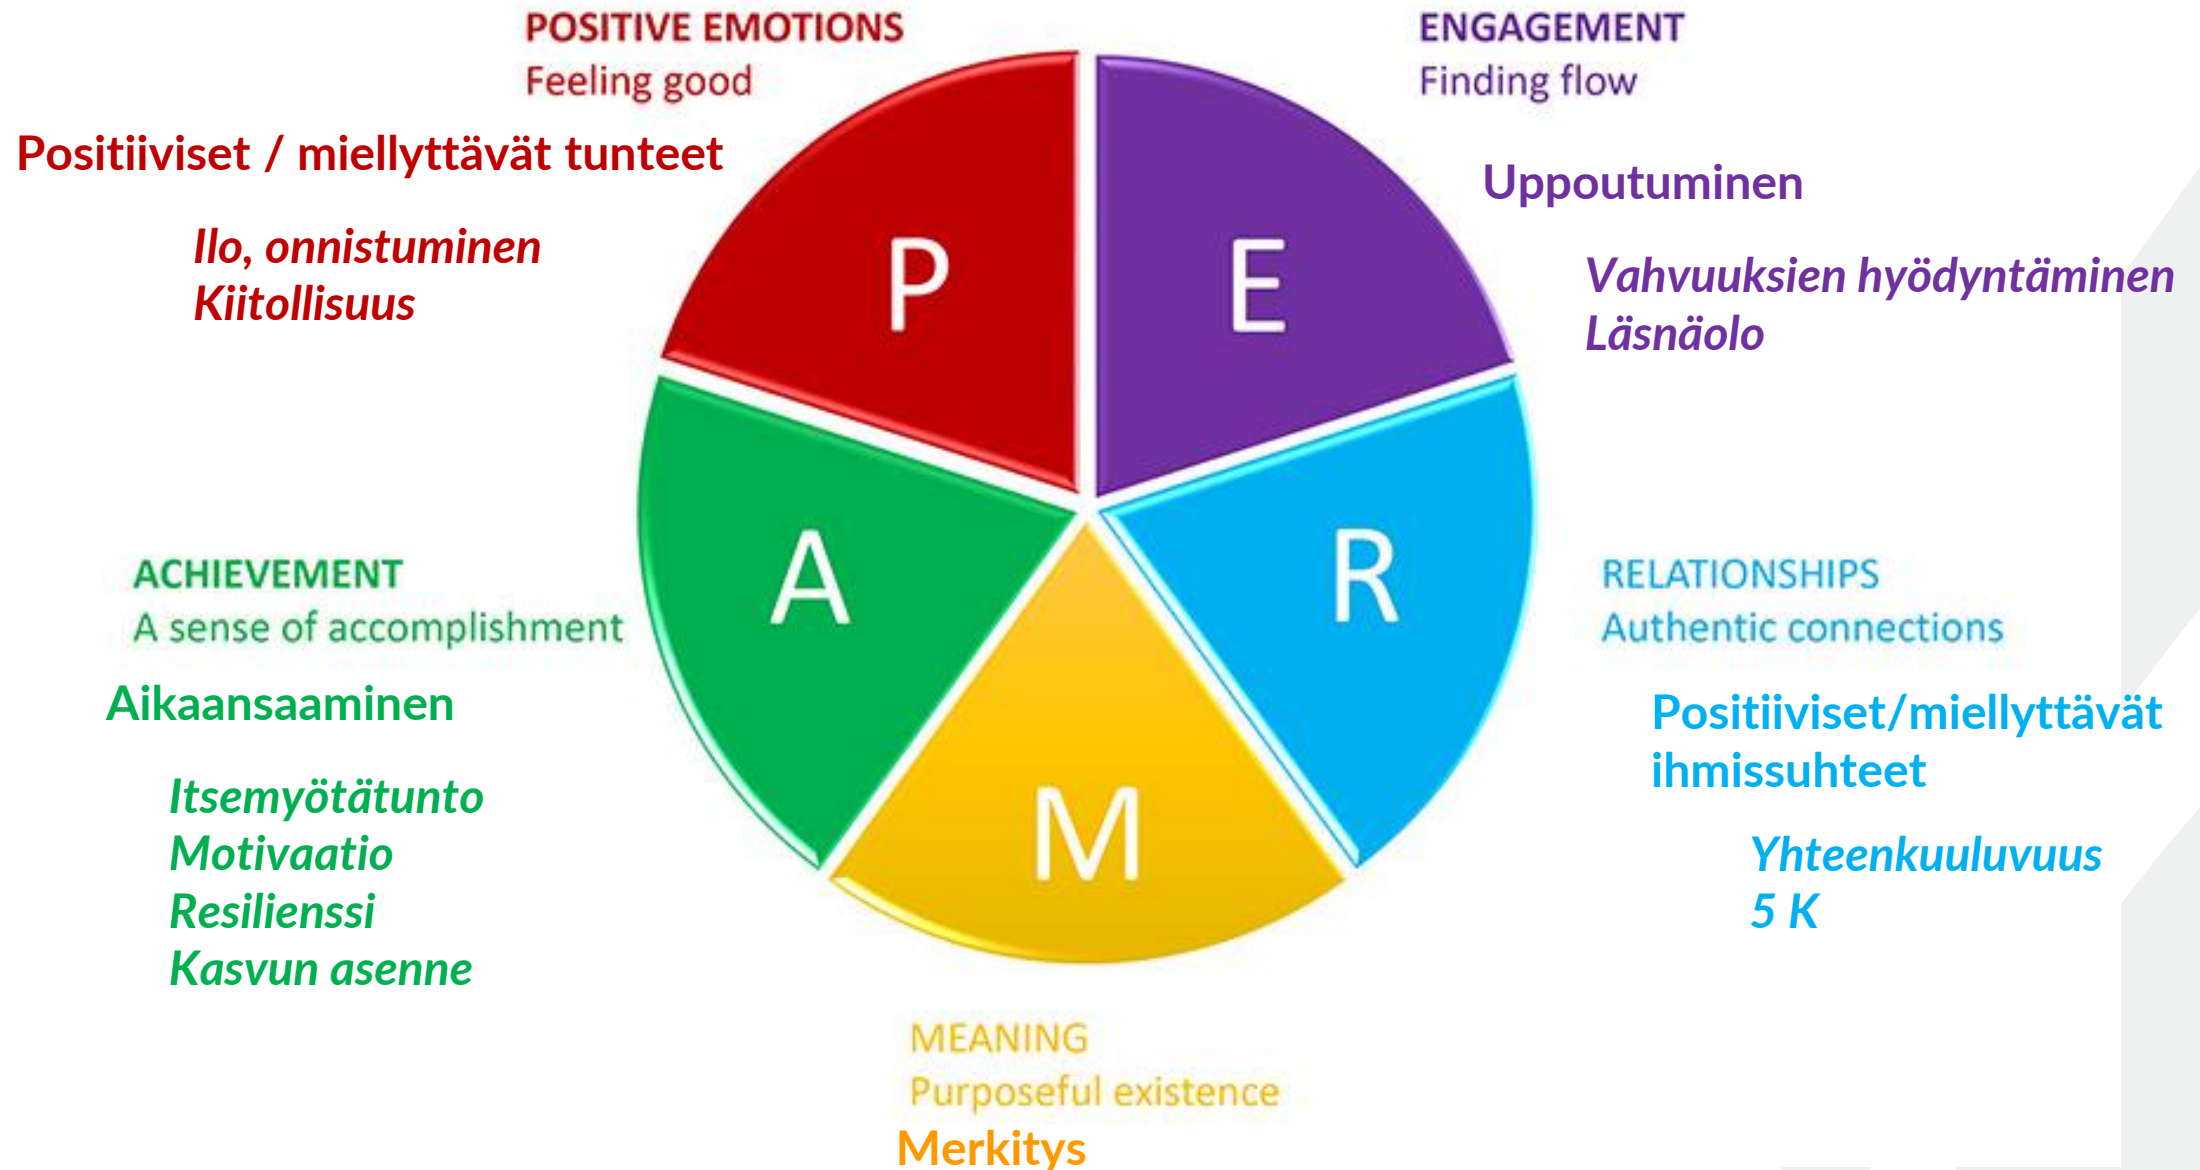 POSITIVE EMOTIONS
Feeling good
Positiiviset / miellyttävät tunteet
Ilo, onnistuminen
Kiitollisuus
P
ENGAGEMENT
Finding flow
Uppoutuminen
Vahvuuksien hyödyntäminen
Läsnäolo
E
RELATIONSHIPS
Authentic connections
Positiiviset/miellyttävät
ihmissuhteet
Yhteenkuuluvuus
5 K
R
MEANING
Purposeful existence
Merkitys
M
ACHIEVEMENT
A sense of accomplishment
Aikaansaaminen
Itsemyötätunto
Motivaatio
Resilienssi
Kasvun asenne
A